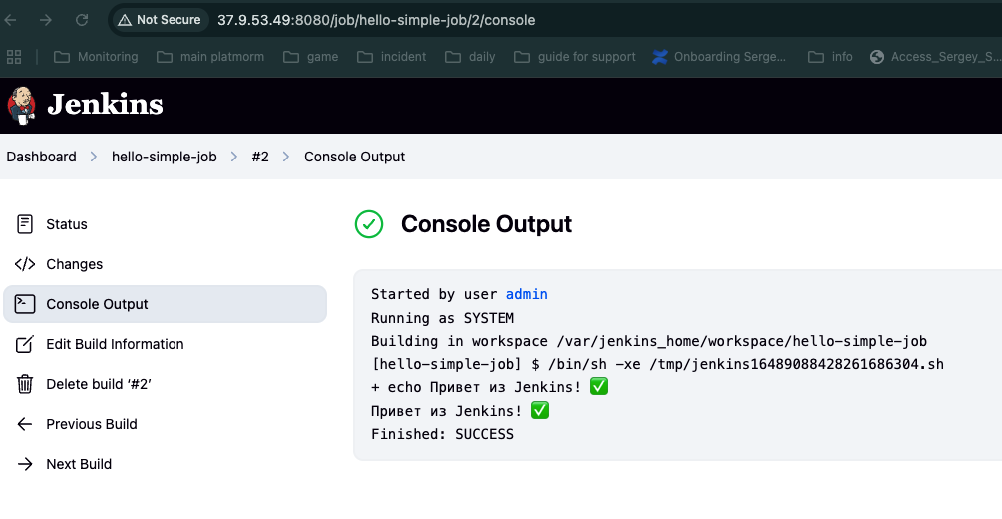 Not Secure 37.9.53.49:8080/job/hello-simple-job/2/console
Monitoring main platmorm game incident daily guide for support Onboarding Serge... info Access_Sergey_S...
Jenkins
Dashboard > hello-simple-job > #2 > Console Output
Status
Changes
Console Output
Edit Build Information
Delete build ‘#2’
Previous Build
Next Build
Console Output
Started by user admin
Running as SYSTEM
Building in workspace /var/jenkins_home/workspace/hello-simple-job
[hello-simple-job] $ /bin/sh -xe /tmp/jenkins16489088428261686304.sh
+ echo Привет из Jenkins! ✅
Привет из Jenkins! ✅
Finished: SUCCESS